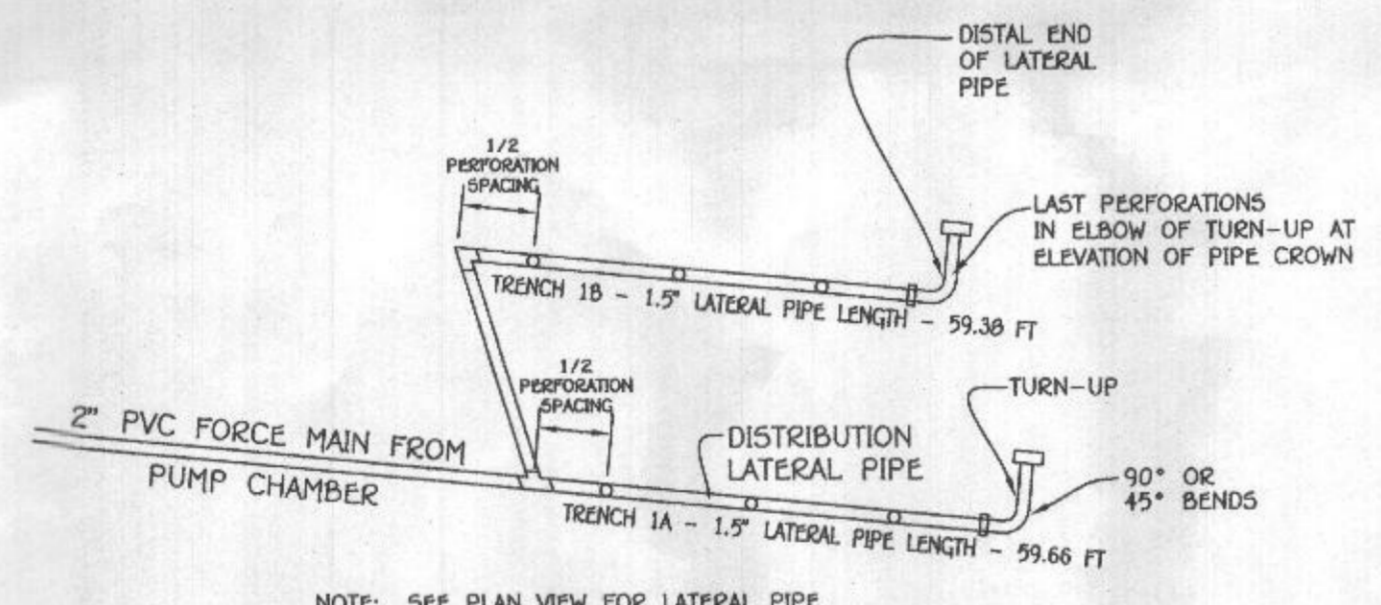 DISTAL END
OF LATERAL
PIPE
1/2
PERFORATION
SPACING
LAST PERFORATIONS
IN ELBOW OF TURN-UP AT
ELEVATION OF PIPE CROWN
TRENCH 1B - 1.5" LATERAL PIPE LENGTH - 59.38 FT
1/2
PERFORATION
SPACING
TURN-UP
2" PVC FORCE MAIN FROM
PUMP CHAMBER
DISTRIBUTION
LATERAL PIPE
90° OR
45° BENDS
TRENCH 1A - 1.5" LATERAL PIPE LENGTH - 59.66 FT
NOTE: SEE PLAN VIEW FOR LATERAL PIPE